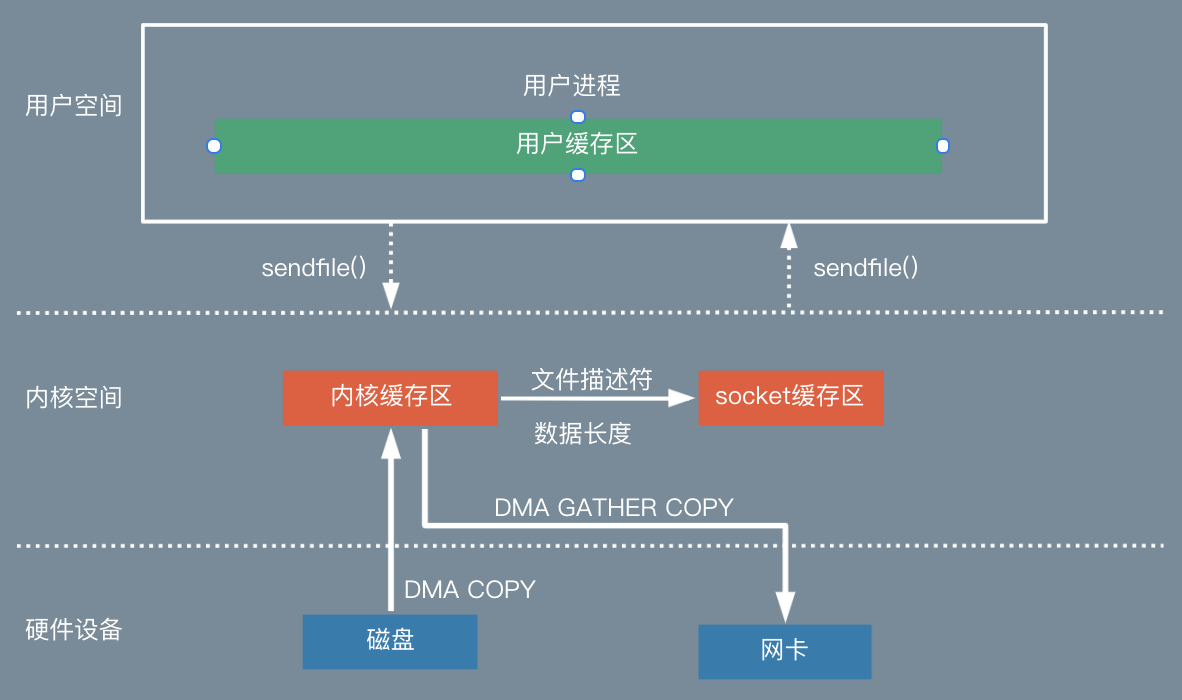 用户进程
用户空间
用户缓存区
sendfile()
sendfile()
文件描述符
内核空间
内核缓存区
socket缓存区
数据长度
DMA GATHER COPY
DMA COPY
硬件设备
磁盘
网卡